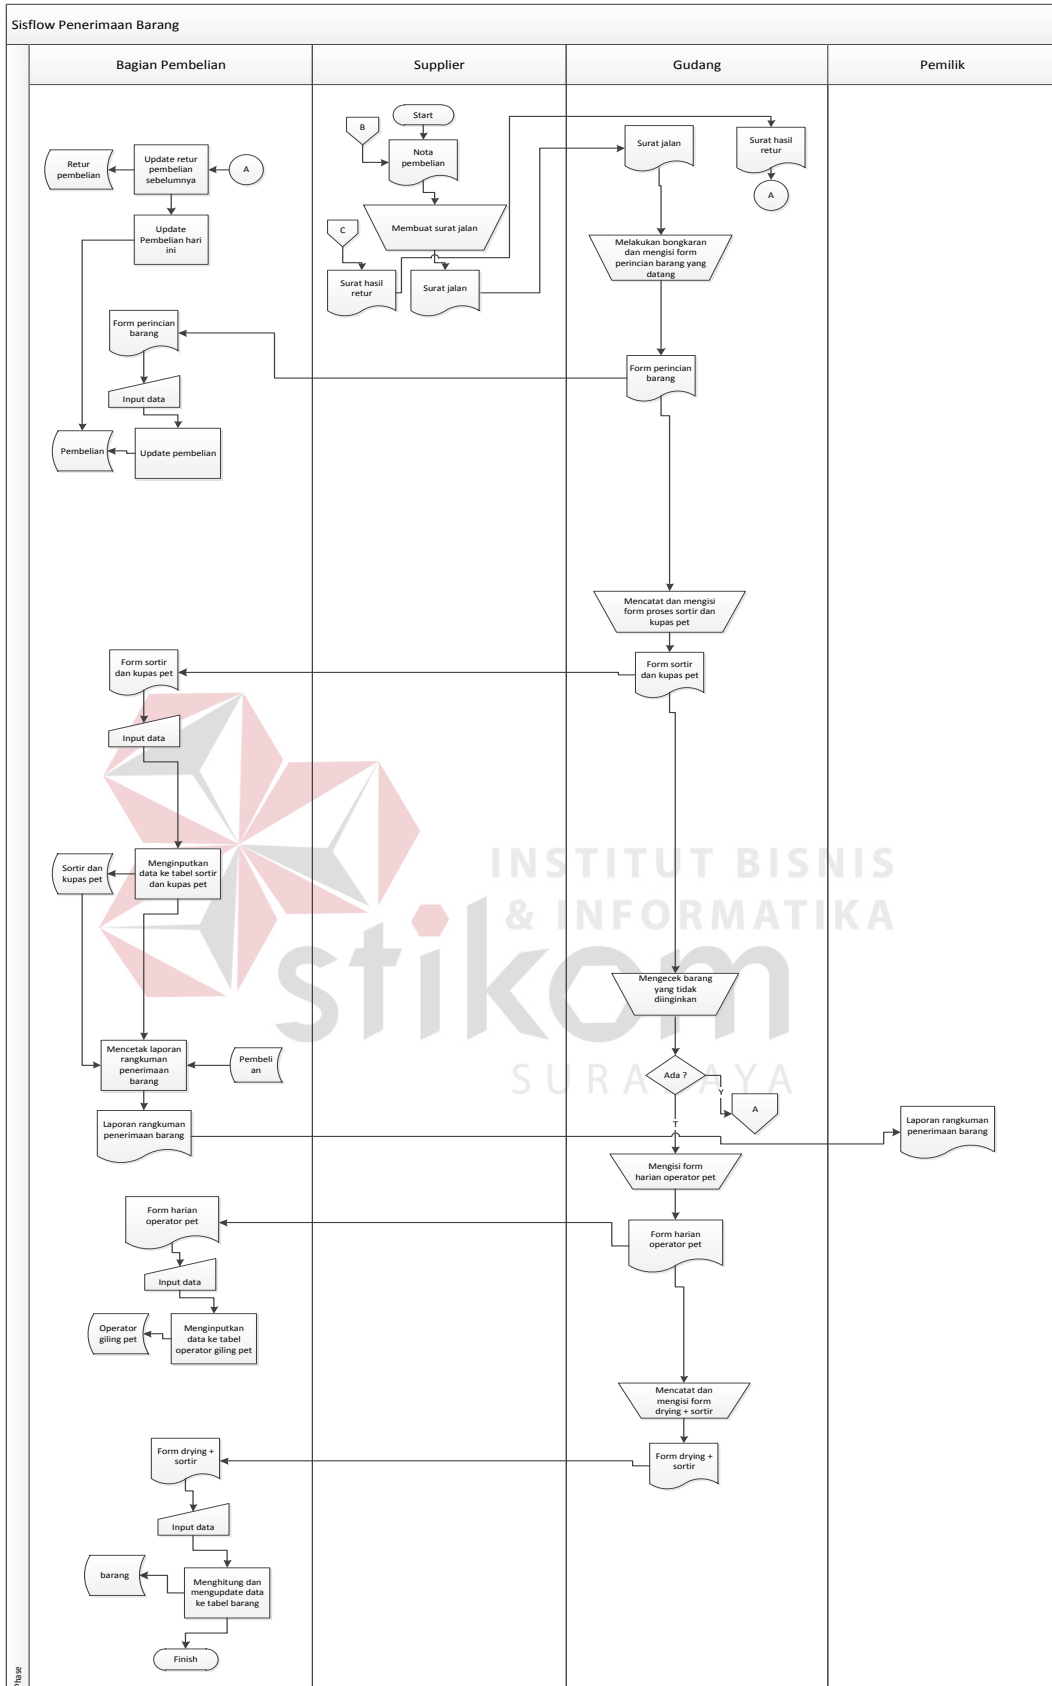 Sisflow Penerimaan Barang
Bagian Pembelian
Supplier
Gudang
Pemilik
Start
B
Nota
pembelian
Surat jalan
Surat hasil
retur
A
Retur
pembelian
Update retur
pembelian
sebelumnya
A
Membuat surat jalan
Update
Pembelian hari
ini
C
Melakukan bongkaran
dan mengisi form
perincian barang yang
datang
Surat hasil
retur
Surat jalan
Form perincian
barang
Form perincian
barang
Input data
Pembelian
Update pembelian
Mencatat dan mengisi
form proses sortir dan
kupas pet
Form sortir
dan kupas pet
Form sortir
dan kupas pet
Input data
Sortir dan
kupas pet
Menginputkan
data ke tabel sortir
dan kupas pet
INSTITUT BISNIS
& INFORMATIKA
stikom
SURABAYA
Mengecek barang
yang tidak
diinginkan
Mencetak laporan
rangkuman
penerimaan
barang
Pembeli
an
Ada ?
Y
A
T
Laporan rangkuman
penerimaan barang
Laporan rangkuman
penerimaan barang
Mengisi form
harian operator pet
Form harian
operator pet
Form harian
operator pet
Input data
Operator
giling pet
Menginputkan
data ke tabel
operator giling pet
Mencatat dan
mengisi form
drying + sortir
Form drying +
sortir
Form drying +
sortir
Input data
barang
Menghitung dan
mengupdate data
ke tabel barang
Finish
Phase